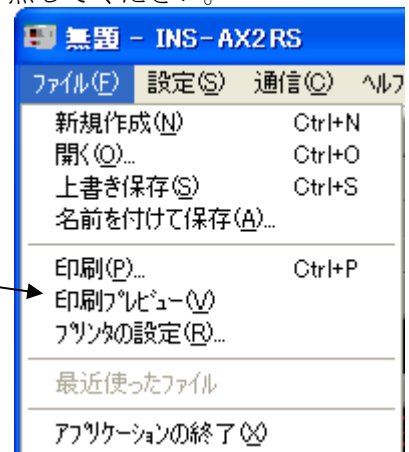 照してください。
無題 - INS-AX2RS
ファイル(F) 設定(S) 通信(C) ヘルプ
新規作成(N) Ctrl+N
開く(O)... Ctrl+O
上書き保存(S) Ctrl+S
名前を付けて保存(A)...
印刷(P)... Ctrl+P
印刷プレビュー(V)
プリンタの設定(R)...
最近使ったファイル
アプリケーションの終了(X)